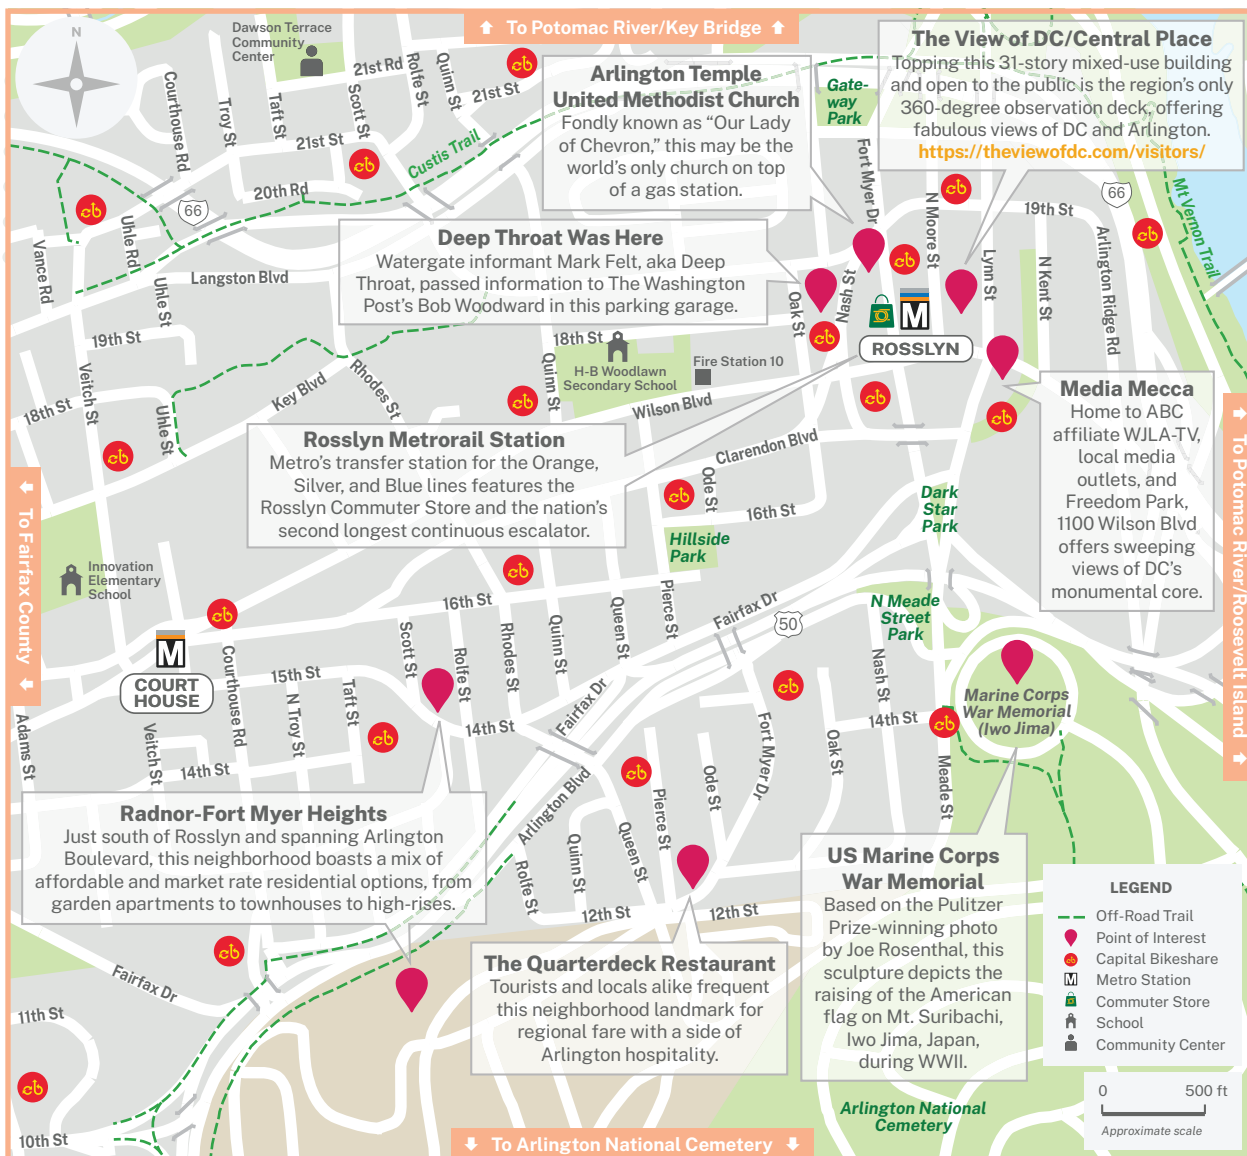 To Potomac River/Key Bridge
N
Dawson Terrace
Community
Center
21st Rd
Rolfe St
Quinn St
21st St
Courthouse Rd
Troy St
Taft St
Scott St
21st St
Custis Trail
20th Rd
66
Arlington Temple
United Methodist Church
Fondly known as “Our Lady
of Chevron,” this may be the
world’s only church on top
of a gas station.
Gate-
way
Park
The View of DC/Central Place
Topping this 31-story mixed-use building
and open to the public is the region’s only
360-degree observation deck, offering
fabulous views of DC and Arlington.
https://theviewofdc.com/visitors/
Fort Myer Dr
N Moore St
66
19th St
Mt Vernon Trail
Vance Rd
Uhle Rd
Langston Blvd
Uhle St
Deep Throat Was Here
Watergate informant Mark Felt, aka Deep
Throat, passed information to The Washington
Post’s Bob Woodward in this parking garage.
Oak St
Nash St
Lynn St
N Kent St
Arlington Ridge Rd
M
ROSSLYN
19th St
18th St
Veitch St
Uhle St
Key Blvd
Rhodes St
18th St
Quinn St
H-B Woodlawn
Secondary School
Fire Station 10
Wilson Blvd
Clarendon Blvd
Rosslyn Metrorail Station
Metro’s transfer station for the Orange,
Silver, and Blue lines features the
Rosslyn Commuter Store and the nation’s
second longest continuous escalator.
Ode St
16th St
Hillside
Park
Dark
Star
Park
Media Mecca
Home to ABC
affiliate WJLA-TV,
local media
outlets, and
Freedom Park,
1100 Wilson Blvd
offers sweeping
views of DC’s
monumental core.
To Potomac River/Roosevelt Island
To Fairfax County
Innovation
Elementary
School
M
COURT
HOUSE
16th St
Scott St
Rolfe St
Rhodes St
Quinn St
Queen St
Pierce St
Fairfax Dr
50
N Meade
Street
Park
Nash St
Marine Corps
War Memorial
(Iwo Jima)
Adams St
Veitch St
Courthouse Rd
15th St
N Troy St
Taft St
14th St
14th St
Fairfax Dr
Arlington Blvd
Fort Myer Dr
Oak St
14th St
Meade St
Radnor-Fort Myer Heights
Just south of Rosslyn and spanning Arlington
Boulevard, this neighborhood boasts a mix of
affordable and market rate residential options, from
garden apartments to townhouses to high-rises.
Rolfe St
Quinn St
Queen St
Pierce St
Ode St
12th St
12th St
The Quarterdeck Restaurant
Tourists and locals alike frequent
this neighborhood landmark for
regional fare with a side of
Arlington hospitality.
US Marine Corps
War Memorial
Based on the Pulitzer
Prize-winning photo
by Joe Rosenthal, this
sculpture depicts the
raising of the American
flag on Mt. Suribachi,
Iwo Jima, Japan,
during WWII.
Fairfax Dr
11th St
10th St
Arlington National
Cemetery
To Arlington National Cemetery
LEGEND
Off-Road Trail
Point of Interest
Capital Bikeshare
M Metro Station
Commuter Store
School
Community Center
0 500 ft
Approximate scale